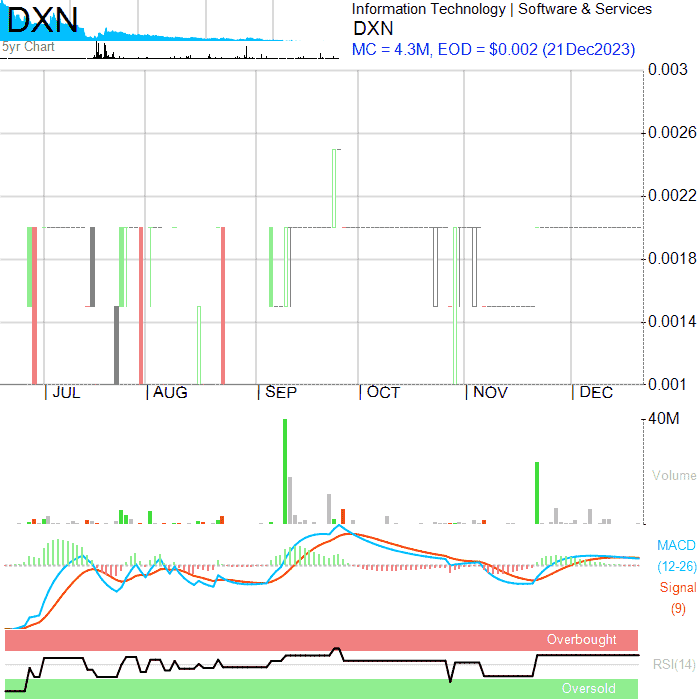 DXN
5yr Chart
Information Technology | Software & Services
DXN
MC = 4.3M, EOD = $0.002 (21Dec2023)
0.003
0.0026
0.0022
0.0018
0.0014
0.001
JUL AUG SEP OCT NOV DEC
40M
Volume
MACD
(12-26)
Signal
(9)
Overbought
RSI(14)
Oversold